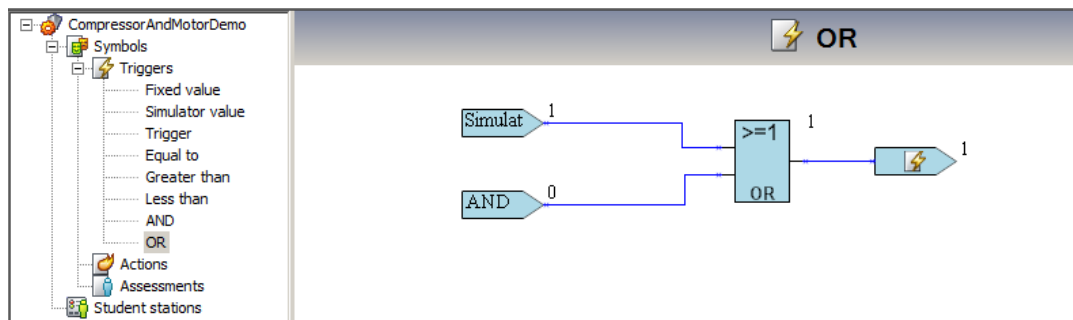 CompressorAndMotorDemo
Symbols
Triggers
Fixed value
Simulator value
Trigger
Equal to
Greater than
Less than
AND
OR
Actions
Assessments
Student stations
OR
Simulat
1
>=1
1
1
AND
0
OR